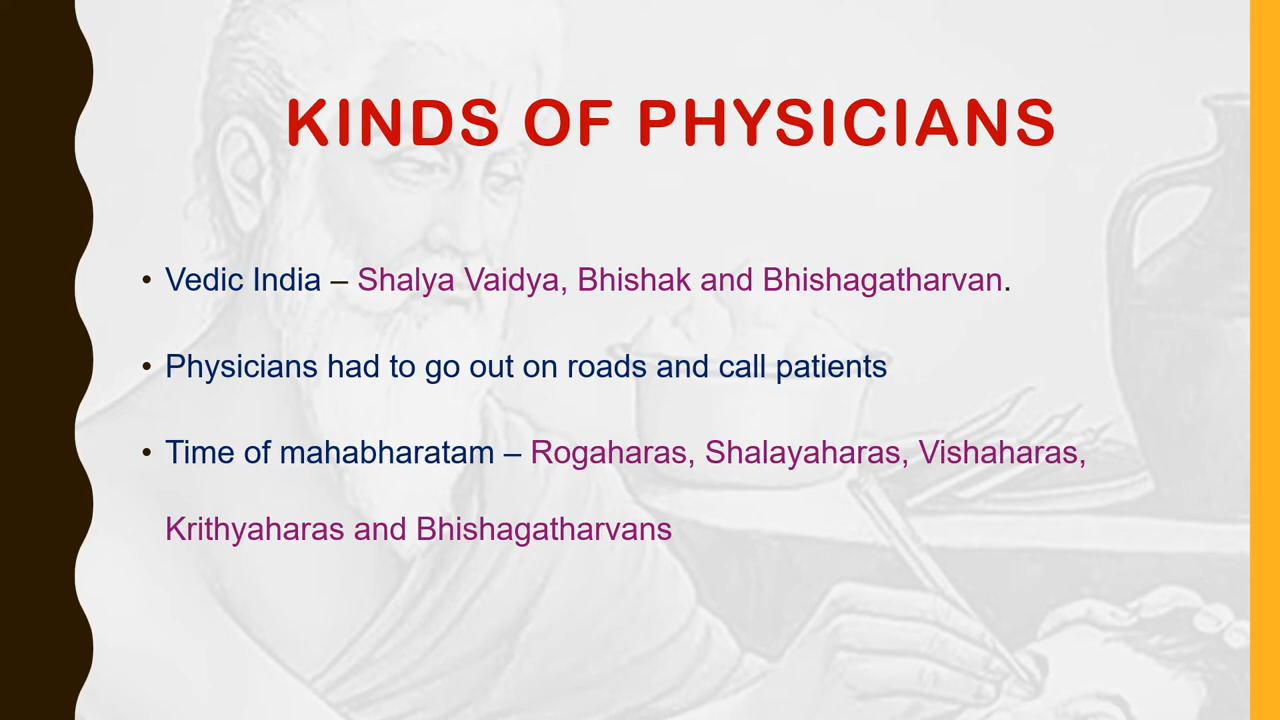 KINDS OF PHYSICIANS
• Vedic India – Shalya Vaidya, Bhishak and Bhishagatharvan.
• Physicians had to go out on roads and call patients
• Time of mahabharatam – Rogaharas, Shalayaharas, Vishaharas,
Krithyaharas and Bhishagatharvans